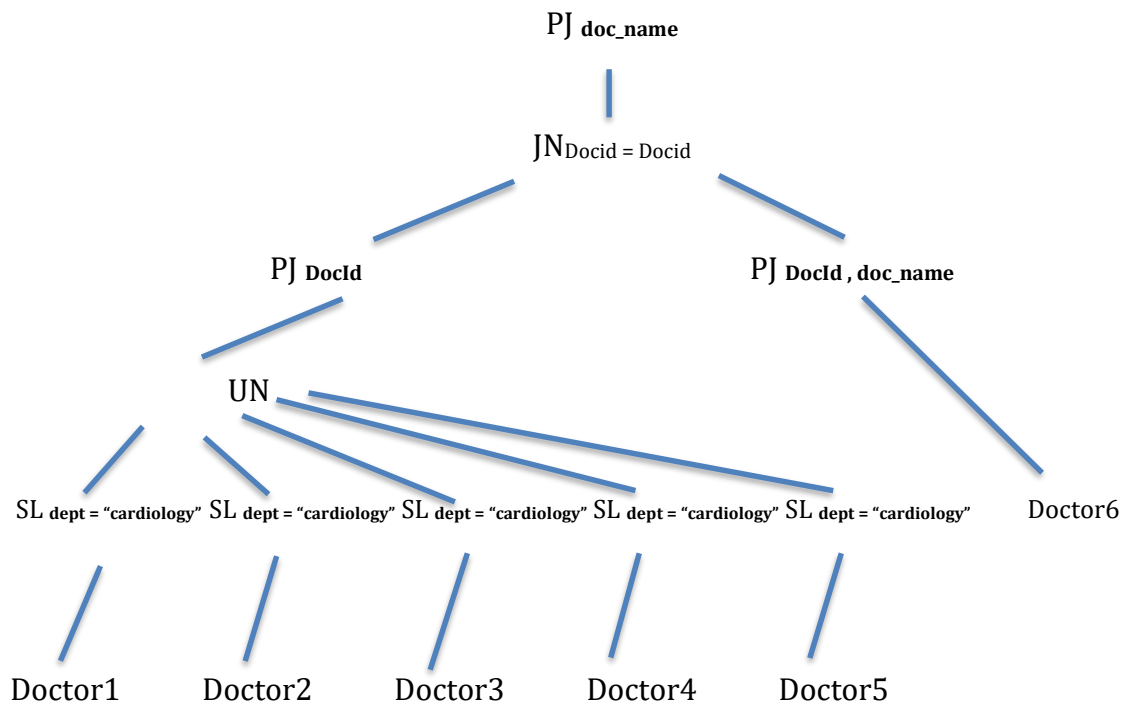 PJ doc_name
JNDocid = Docid
PJ DocId
PJ DocId , doc_name
UN
SL dept = “cardiology” SL dept = “cardiology” SL dept = “cardiology” SL dept = “cardiology” SL dept = “cardiology” Doctor6
Doctor1 Doctor2 Doctor3 Doctor4 Doctor5